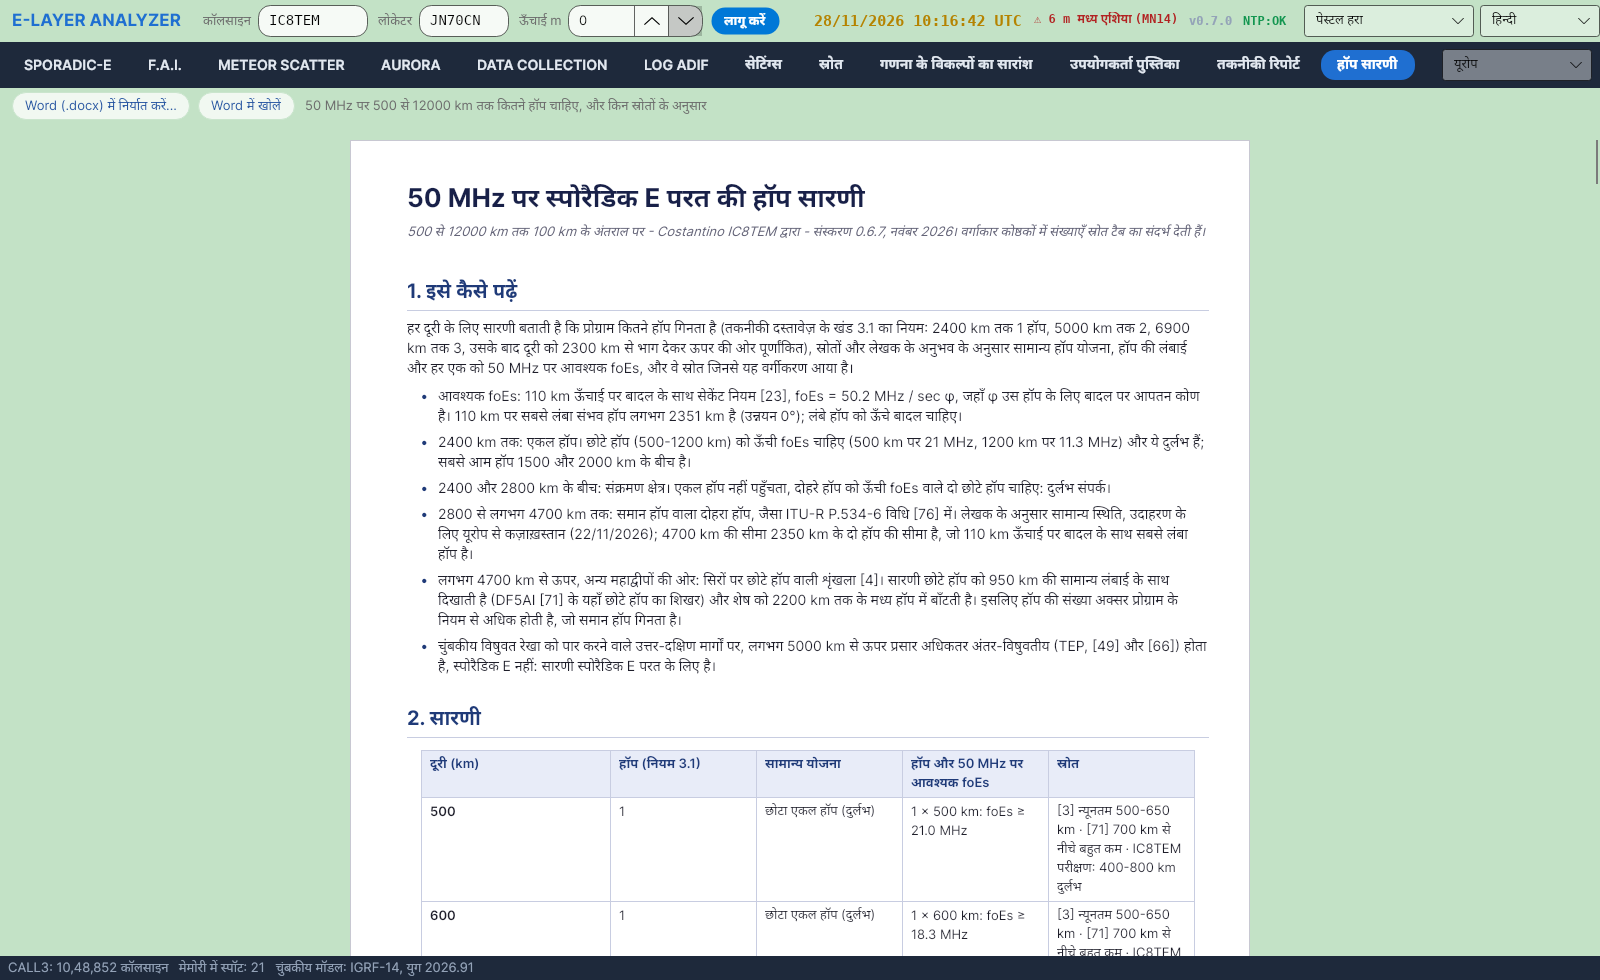 E-LAYER ANALYZER कॉलसाइन IC8TEM लोकेटर JN70CN ऊँचाई m 0 लागू करें 28/11/2026 10:16:42 UTC ⚠ 6 m मध्य एशिया (MN14) v0.7.0 NTP:OK पेस्टल हरा हिन्दी
SPORADIC-E F.A.I. METEOR SCATTER AURORA DATA COLLECTION LOG ADIF सेटिंग्स स्रोत गणना के विकल्पों का सारांश उपयोगकर्ता पुस्तिका तकनीकी रिपोर्ट हॉप सारणी यूरोप
Word (.docx) में निर्यात करें... Word में खोलें 50 MHz पर 500 से 12000 km तक कितने हॉप चाहिए, और किन स्रोतों के अनुसार
50 MHz पर स्पोरैडिक E परत की हॉप सारणी
500 से 12000 km तक 100 km के अंतराल पर - Costantino IC8TEM द्वारा - संस्करण 0.6.7, नवंबर 2026। वर्गाकार कोष्ठकों में संख्याएँ स्रोत टैब का संदर्भ देती हैं।
1. इसे कैसे पढ़ें
हर दूरी के लिए सारणी बताती है कि प्रोग्राम कितने हॉप गिनता है (तकनीकी दस्तावेज़ के खंड 3.1 का नियम: 2400 km तक 1 हॉप, 5000 km तक 2, 6900
km तक 3, उसके बाद दूरी को 2300 km से भाग देकर ऊपर की ओर पूर्णांकित), स्रोतों और लेखक के अनुभव के अनुसार सामान्य हॉप योजना, हॉप की लंबाई
और हर एक को 50 MHz पर आवश्यक foEs, और वे स्रोत जिनसे यह वर्गीकरण आया है।
• आवश्यक foEs: 110 km ऊँचाई पर बादल के साथ सेकेंट नियम [23], foEs = 50.2 MHz / sec φ, जहाँ φ उस हॉप के लिए बादल पर आपतन कोण
है। 110 km पर सबसे लंबा संभव हॉप लगभग 2351 km है (उन्नयन 0°); लंबे हॉप को ऊँचे बादल चाहिए।
• 2400 km तक: एकल हॉप। छोटे हॉप (500-1200 km) को ऊँची foEs चाहिए (500 km पर 21 MHz, 1200 km पर 11.3 MHz) और ये दुर्लभ हैं;
सबसे आम हॉप 1500 और 2000 km के बीच है।
• 2400 और 2800 km के बीच: संक्रमण क्षेत्र। एकल हॉप नहीं पहुँचता, दोहरे हॉप को ऊँची foEs वाले दो छोटे हॉप चाहिए: दुर्लभ संपर्क।
• 2800 से लगभग 4700 km तक: समान हॉप वाला दोहरा हॉप, जैसा ITU-R P.534-6 विधि [76] में। लेखक के अनुसार सामान्य स्थिति, उदाहरण के
लिए यूरोप से कज़ाख़स्तान (22/11/2026); 4700 km की सीमा 2350 km के दो हॉप की सीमा है, जो 110 km ऊँचाई पर बादल के साथ सबसे लंबा
हॉप है।
• लगभग 4700 km से ऊपर, अन्य महाद्वीपों की ओर: सिरों पर छोटे हॉप वाली शृंखला [4]। सारणी छोटे हॉप को 950 km की सामान्य लंबाई के साथ
दिखाती है (DF5AI [71] के यहाँ छोटे हॉप का शिखर) और शेष को 2200 km तक के मध्य हॉप में बाँटती है। इसलिए हॉप की संख्या अक्सर प्रोग्राम के
नियम से अधिक होती है, जो समान हॉप गिनता है।
• चुंबकीय विषुवत रेखा को पार करने वाले उत्तर-दक्षिण मार्गों पर, लगभग 5000 km से ऊपर प्रसार अधिकतर अंतर-विषुवतीय (TEP, [49] और [66]) होता
है, स्पोरैडिक E नहीं: सारणी स्पोरैडिक E परत के लिए है।
2. सारणी
दूरी (km) हॉप (नियम 3.1) सामान्य योजना हॉप और 50 MHz पर स्रोत
आवश्यक foEs
500 1 छोटा एकल हॉप (दुर्लभ) 1 × 500 km: foEs ≥ [3] न्यूनतम 500-650
21.0 MHz km · [71] 700 km से
नीचे बहुत कम · IC8TEM
परीक्षण: 400-800 km
दुर्लभ
600 1 छोटा एकल हॉप (दुर्लभ) 1 × 600 km: foEs ≥ [3] न्यूनतम 500-650
18.3 MHz km · [71] 700 km से
नीचे बहुत कम · IC8TEM
CALL3: 10,48,852 कॉलसाइन मेमोरी में स्पॉट: 21 चुंबकीय मॉडल: IGRF-14, युग 2026.91